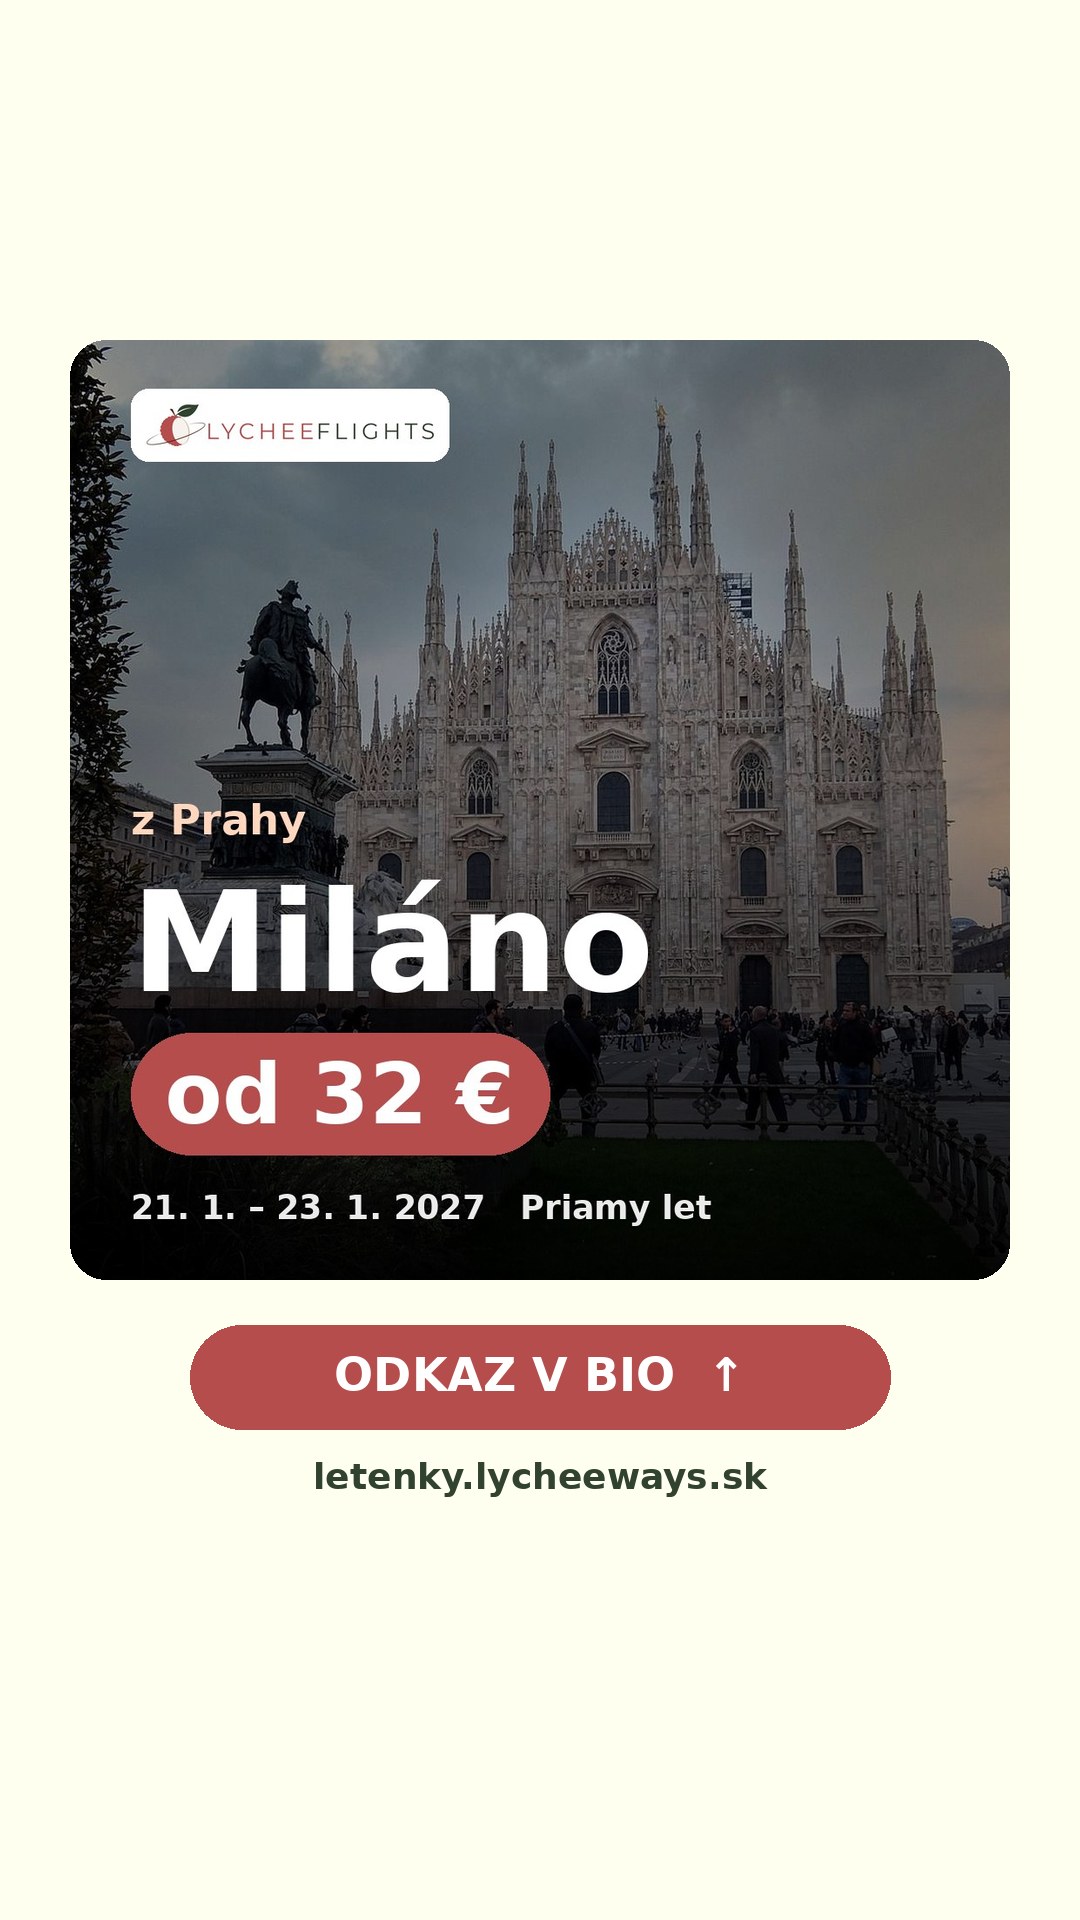 LYCHEEFLIGHTS
z Prahy
Miláno
od 32 €
21. 1. – 23. 1. 2027 Priamy let
ODKAZ V BIO ↑
letenky.lycheeways.sk